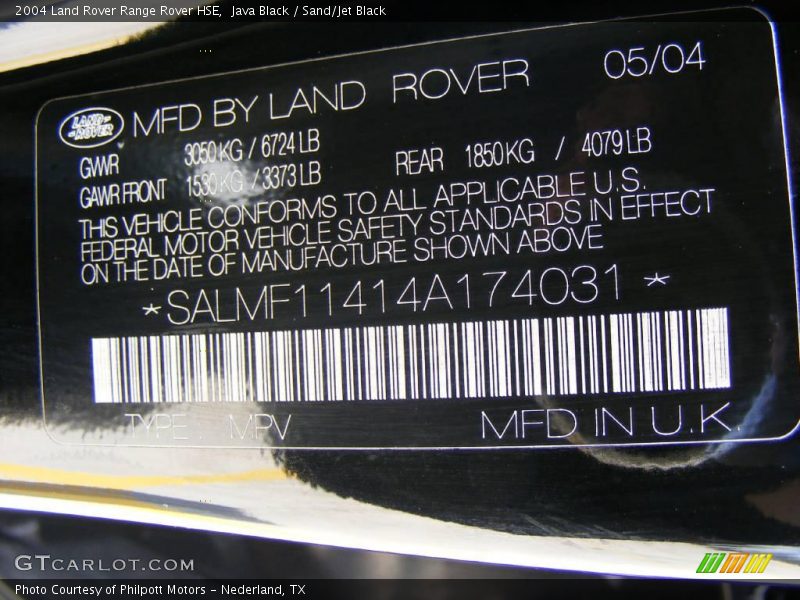 2004 Land Rover Range Rover HSE,  Java Black / Sand/Jet Black
05/04
LAND-
-ROVER
MFD BY LAND ROVER
GWR 3050 KG / 6724 LB
GAWR FRONT 1530 KG / 3373 LB REAR 1850 KG / 4079 LB
THIS VEHICLE CONFORMS TO ALL APPLICABLE U.S.
FEDERAL MOTOR VEHICLE SAFETY STANDARDS IN EFFECT
ON THE DATE OF MANUFACTURE SHOWN ABOVE
*SALMF11414A174031*
TYPE: MPV MFD IN U.K.
GTCARLOT.COM
Photo Courtesy of Philpott Motors - Nederland, TX